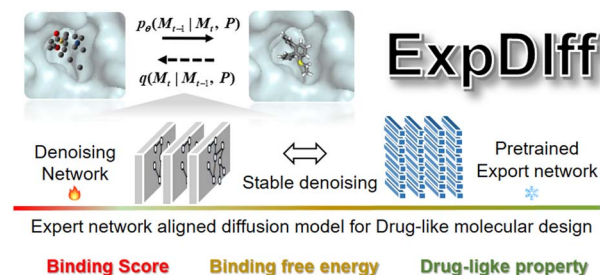 pθ(Mt−1 | Mt, P)
q(Mt | Mt−1, P)
ExpDIff
Denoising
Network
Stable denoising
Pretrained
Export network
Expert network aligned diffusion model for Drug-like molecular design
Binding Score
Binding free energy
Drug-ligke property